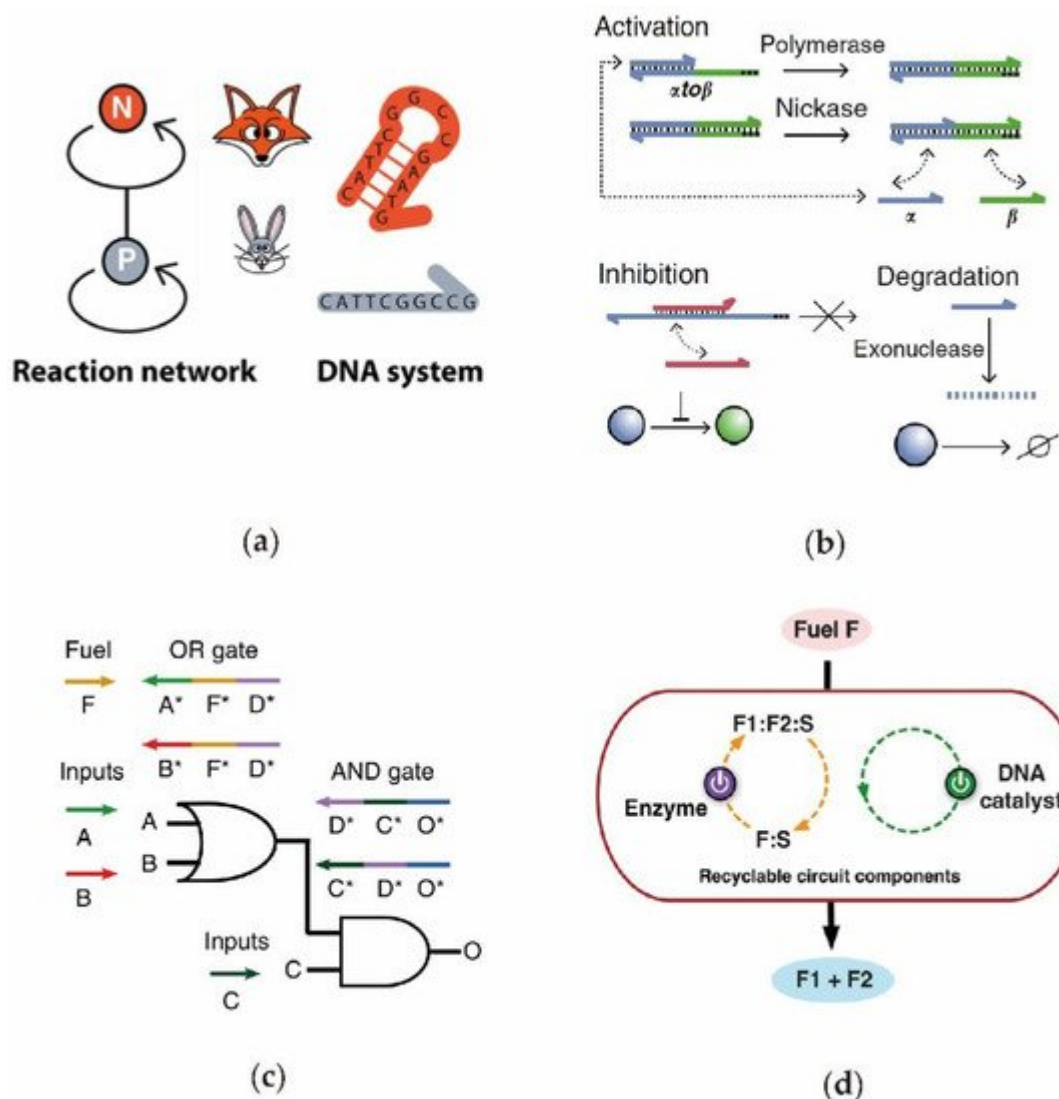 N
P
CATTCGGCCGAATG
CATTCGGCCG
Reaction network
DNA system
(a)
Activation
Polymerase
αtoβ
Nickase
α
β
Inhibition
Degradation
Exonuclease
(b)
Fuel
OR gate
F
A* F* D*
B* F* D*
Inputs
A
B
A
B
AND gate
D* C* O*
C* D* O*
Inputs
C
C
O
(c)
Fuel F
F1:F2:S
Enzyme
DNA
catalyst
F:S
Recyclable circuit components
F1 + F2
(d)